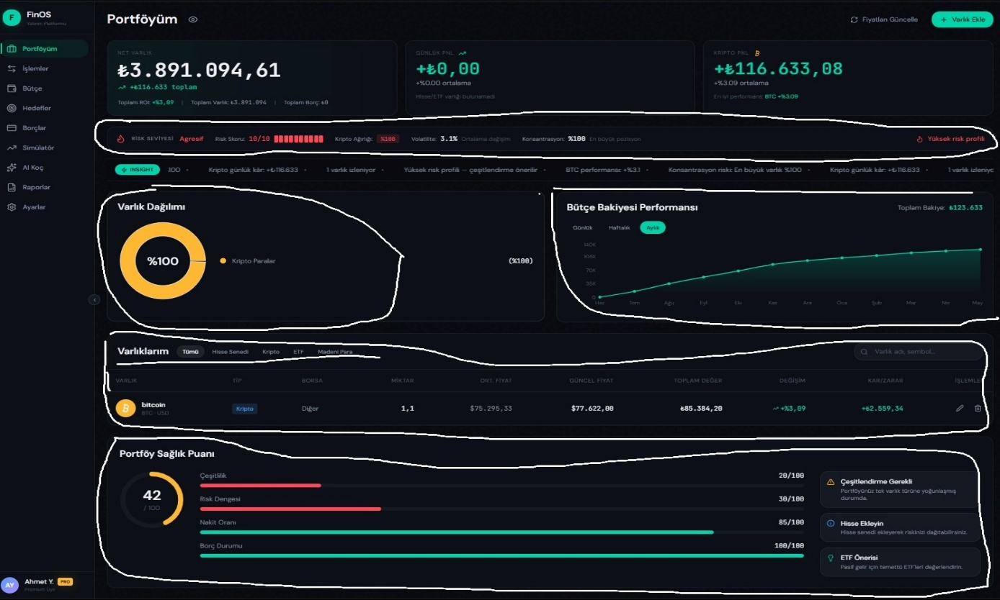 F FinOS
Yatırım Platformu
Portföyüm
İşlemler
Bütçe
Hedefler
Borçlar
Simülatör
AI Koç
Raporlar
Ayarlar
AY Ahmet Y. PRO
Premium Üye
Portföyüm
Fiyatları Güncelle
+ Varlık Ekle
NET VARLIK
₺3.891.094,61
+₺116.633 toplam
Toplam ROI: +%3,09 | Toplam Varlık: ₺3.891.094 | Toplam Borç: ₺0
GÜNLÜK PNL
+₺0,00
+%0.00 ortalama
Hisse/ETF varlığı bulunamadı
KRİPTO PNL
+₺116.633,08
+%3.09 ortalama
En iyi performans: BTC +%3.09
RİSK SEVİYESİ Agresif Risk Skoru: 10/10 Kripto Ağırlığı: %100 Volatilite: 3.1% Ortalama değişim Konsantrasyon: %100 En büyük pozisyon Yüksek risk profili
INSIGHT 100 • Kripto günlük kâr: +₺116.633 • 1 varlık izleniyor • Yüksek risk profili — çeşitlendirme önerilir • BTC performansı: +%3.1 • Konsantrasyon riski: En büyük varlık %100 • Kripto günlük kâr: +₺116.633 • 1 varlık izleniyc
Varlık Dağılımı
%100
Kripto Paralar
(%100)
Bütçe Bakiyesi Performansı
Toplam Bakiye: ₺123.633
Günlük Haftalık Aylık
140K
105K
70K
35K
0
Haz Tem Ağu Eyl Eki Kas Ara Oca Şub Mar Nis May
Varlıklarım Tümü Hisse Senedi Kripto ETF Madeni Para
Varlık adı, sembol...
VARLIK TİP BORSA MİKTAR ORT. FİYAT GÜNCEL FİYAT TOPLAM DEĞER DEĞİŞİM KAR/ZARAR İŞLEMLE
bitcoin Kripto Diğer 1,1 $75.295,33 $77.622,00 ₺85.384,20 +%3,09 +₺2.559,34
BTC · USD
Portföy Sağlık Puanı
42
/ 100
Çeşitlilik 20/100
Risk Dengesi 30/100
Nakit Oranı 85/100
Borç Durumu 100/100
Çeşitlendirme Gerekli
Portföyünüz tek varlık türüne yoğunlaşmış
durumda.
Hisse Ekleyin
Hisse senedi ekleyerek riskinizi dağıtabilirsiniz.
ETF Önerisi
Pasif gelir için temettü ETF'leri değerlendirin.